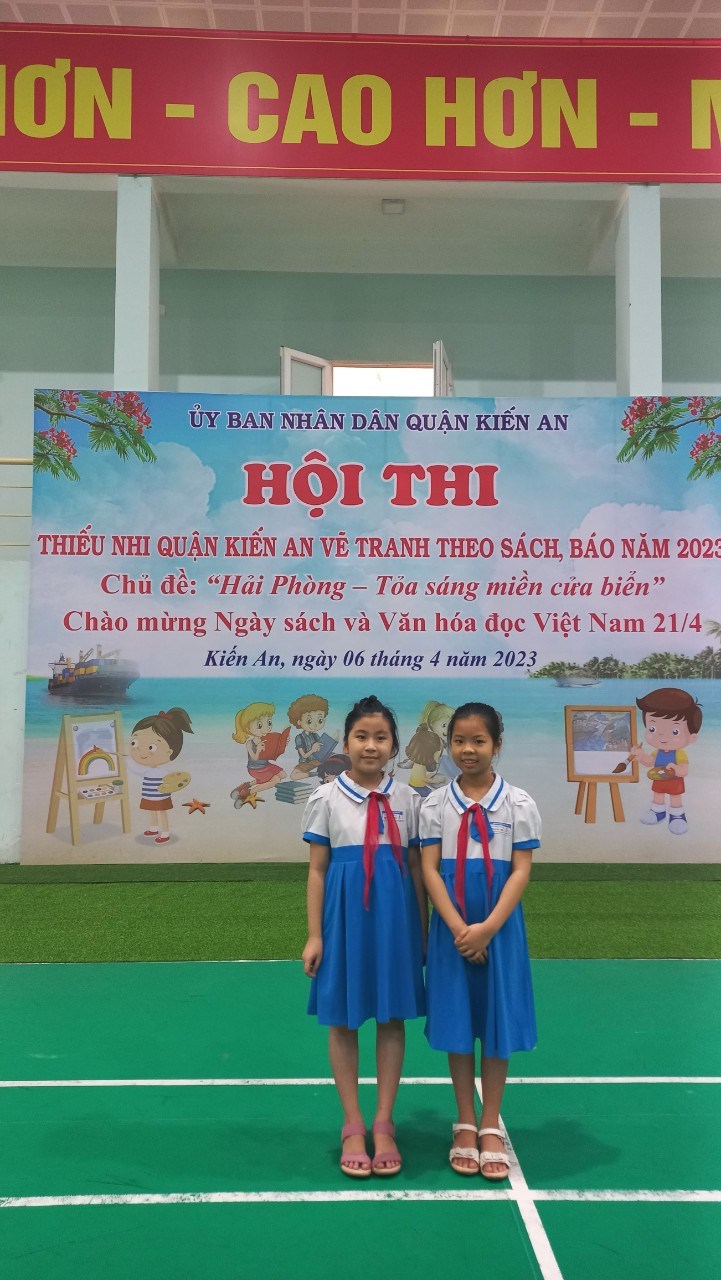 HƠN - CAO HƠN - M
ỦY BAN NHÂN DÂN QUẬN KIẾN AN
HỘI THI
THIẾU NHI QUẬN KIẾN AN VẼ TRANH THEO SÁCH, BÁO NĂM 2023
Chủ đề: “Hải Phòng – Tỏa sáng miền cửa biển”
Chào mừng Ngày sách và Văn hóa đọc Việt Nam 21/4
Kiến An, ngày 06 tháng 4 năm 2023